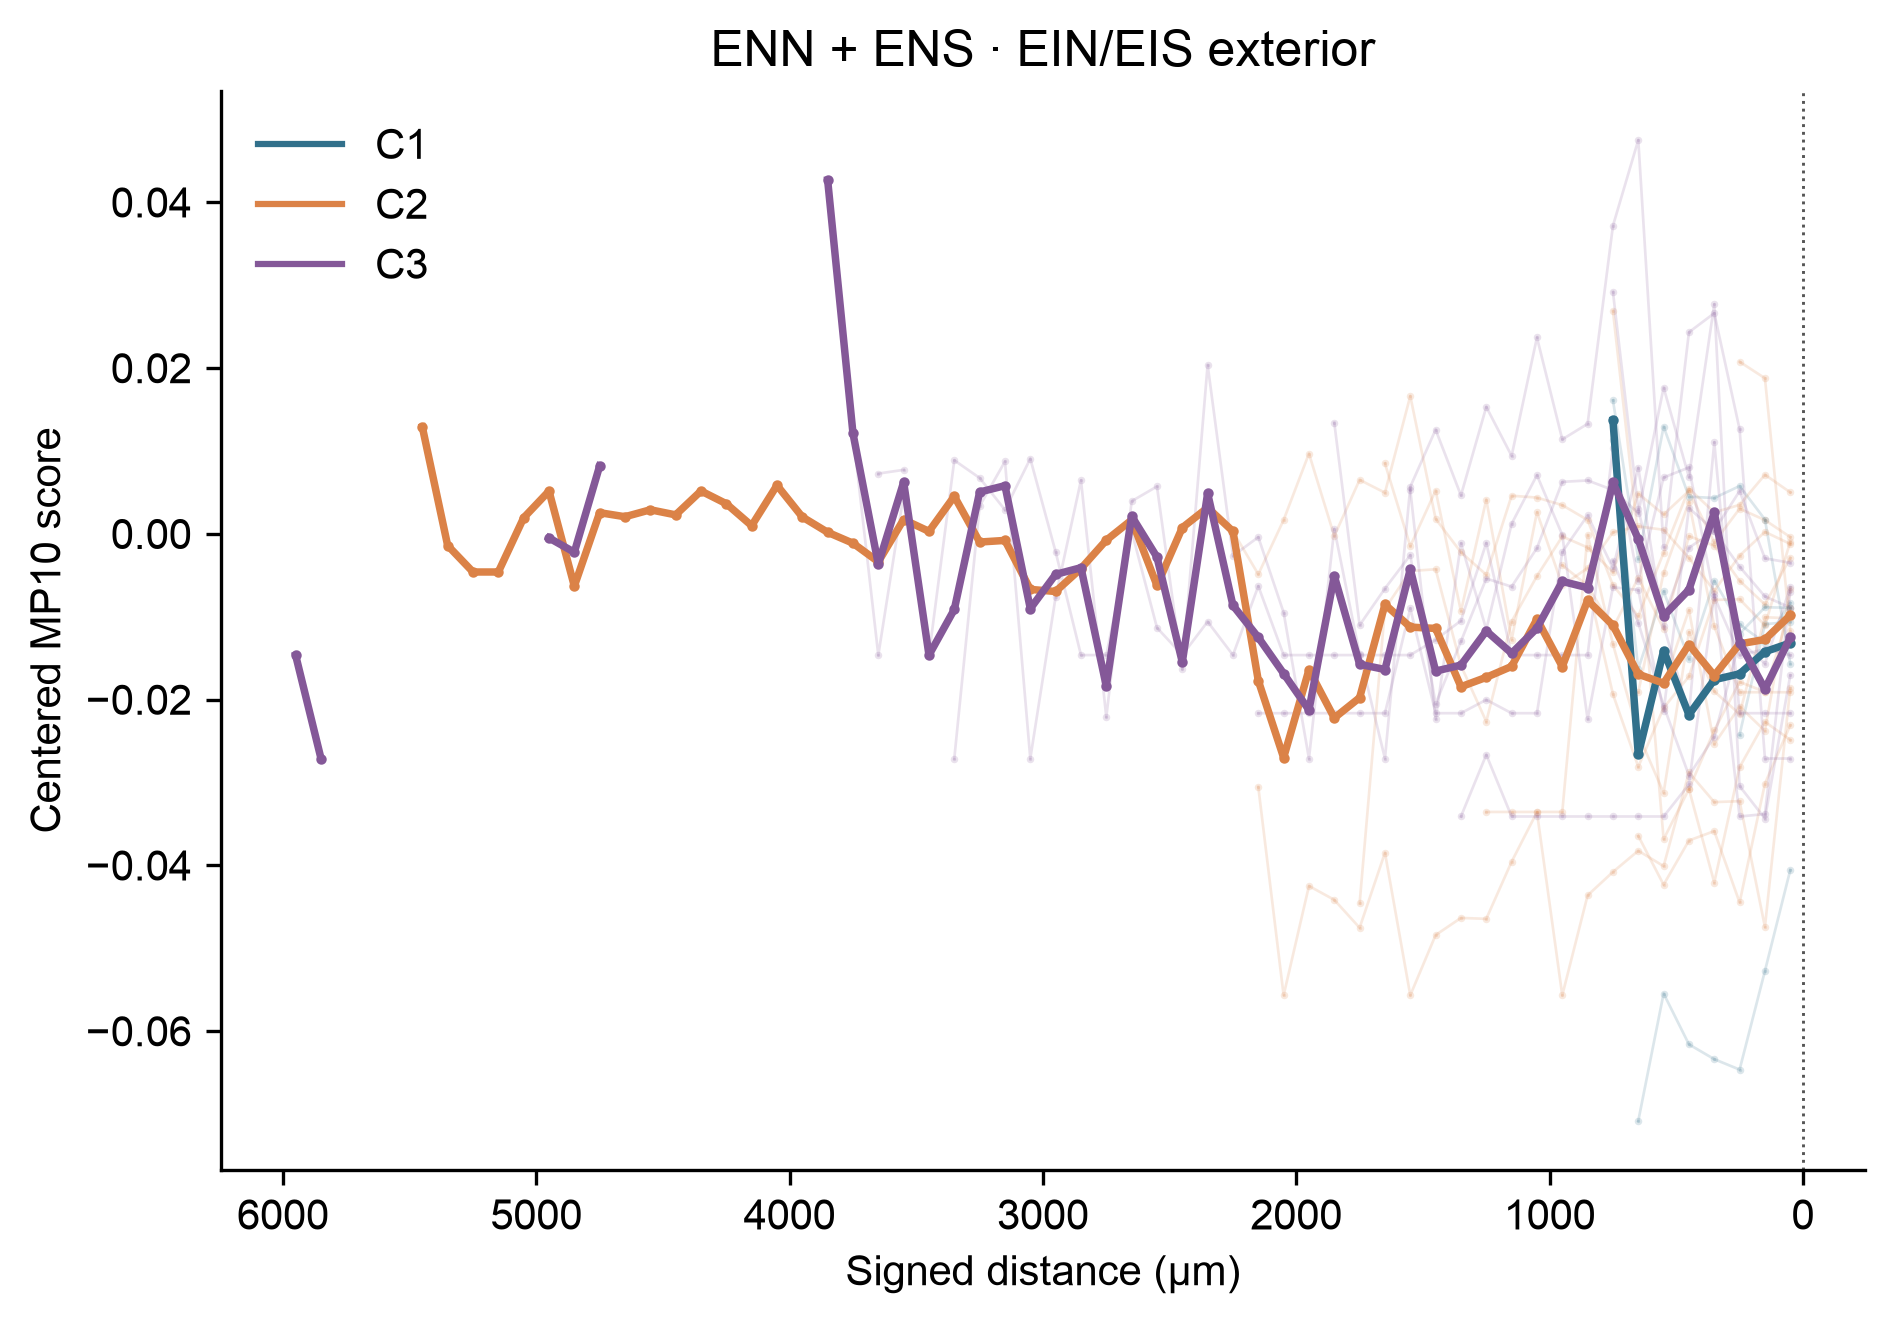 ENN + ENS · EIN/EIS exterior
C1
C2
C3
Centered MP10 score
0.04
0.02
0.00
−0.02
−0.04
−0.06
6000 5000 4000 3000 2000 1000 0
Signed distance (µm)